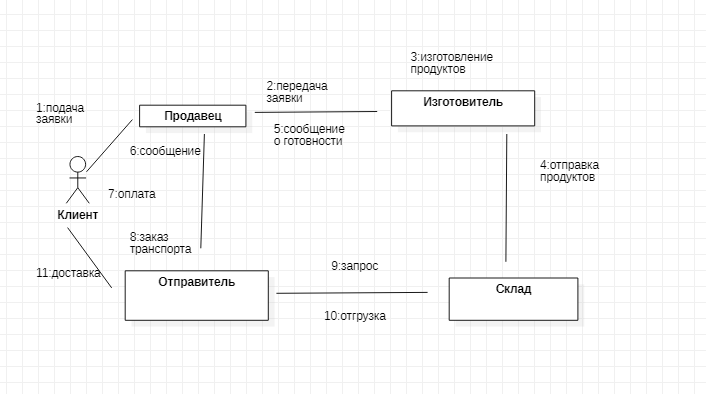 3:изготовление
продуктов
2:передача
заявки
Изготовитель
1:подача
заявки
Продавец
5:сообщение
о готовности
6:сообщение
4:отправка
продуктов
7:оплата
Клиент
8:заказ
транспорта
11:доставка
Отправитель
9:запрос
Склад
10:отгрузка